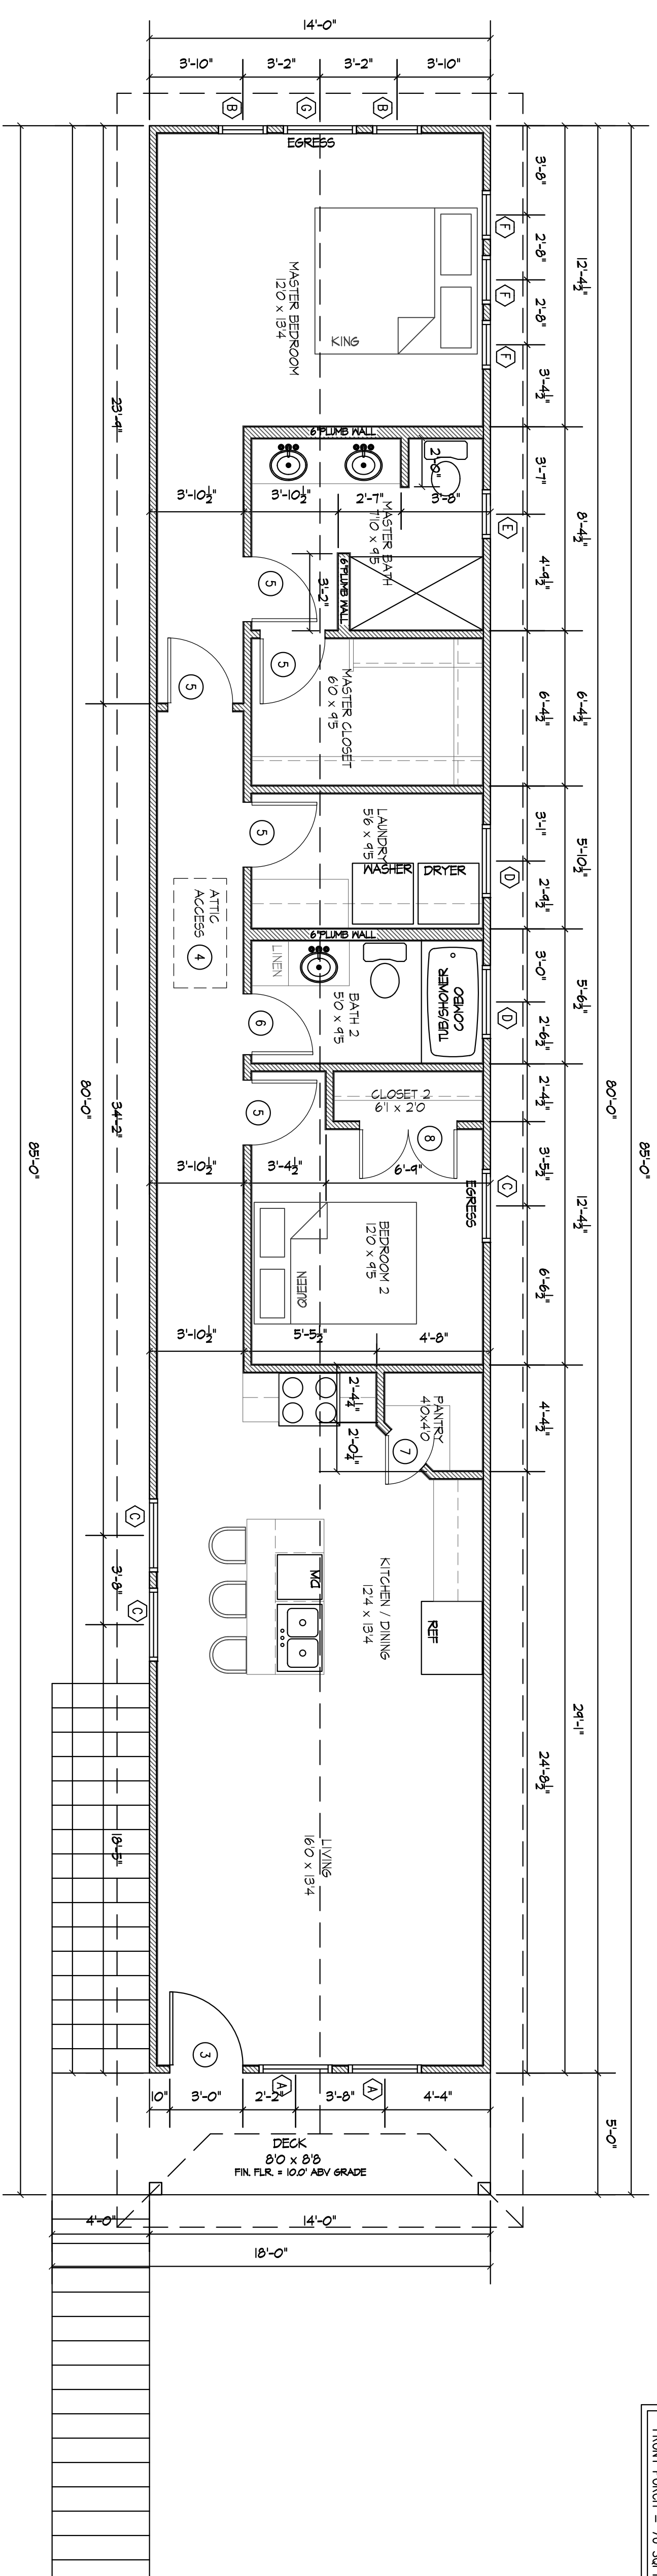 14'-0"
3'-10"
3'-2"
3'-2"
3'-10"
B
G
B
EGRESS
3'-8"
2'-8"
2'-8"
3'-4½"
12'-4½"
F
F
F
MASTER BEDROOM
12'0 x 13'4
KING
23'-9"
6" PLUMB WALL
2'-0"
3'-10½"
3'-10½"
2'-7"
3'-8"
MASTER BATH
7'10 x 9'5
6" PLUMB WALL
3'-2"
3'-7"
4'-9½"
8'-4½"
E
5
5
5
MASTER CLOSET
6'0 x 9'5
6'-4½"
6'-4½"
5
LAUNDRY
5'6 x 9'5
WASHER
DRYER
3'-1"
2'-9½"
5'-10½"
D
ATTIC
ACCESS
4
6" PLUMB WALL
LINEN
BATH 2
5'0 x 9'5
TUB/SHOWER
COMBO
6
3'-0"
2'-6½"
5'-6½"
D
80'-0"
34'-2"
85'-0"
80'-0"
85'-0"
5
CLOSET 2
6'1 x 2'0
8
2'-4½"
3'-5½"
6'-6½"
12'-4½"
C
EGRESS
3'-10½"
3'-4½"
6'-9"
BEDROOM 2
12'0 x 9'5
QUEEN
3'-10½"
5'-5½"
4'-8"
2'-4¼"
2'-0¼"
PANTRY
4'0x4'0
7
4'-4½"
C
3'-8"
C
DW
KITCHEN / DINING
12'4 x 13'4
REF
29'-1"
24'-8½"
18'-5"
LIVING
16'0 x 13'4
3
A
A
10"
3'-0"
2'-2"
3'-8"
4'-4"
5'-0"
DECK
8'0 x 8'8
FIN. FLR. = 10.0' ABV GRADE
4'-0"
14'-0"
18'-0"